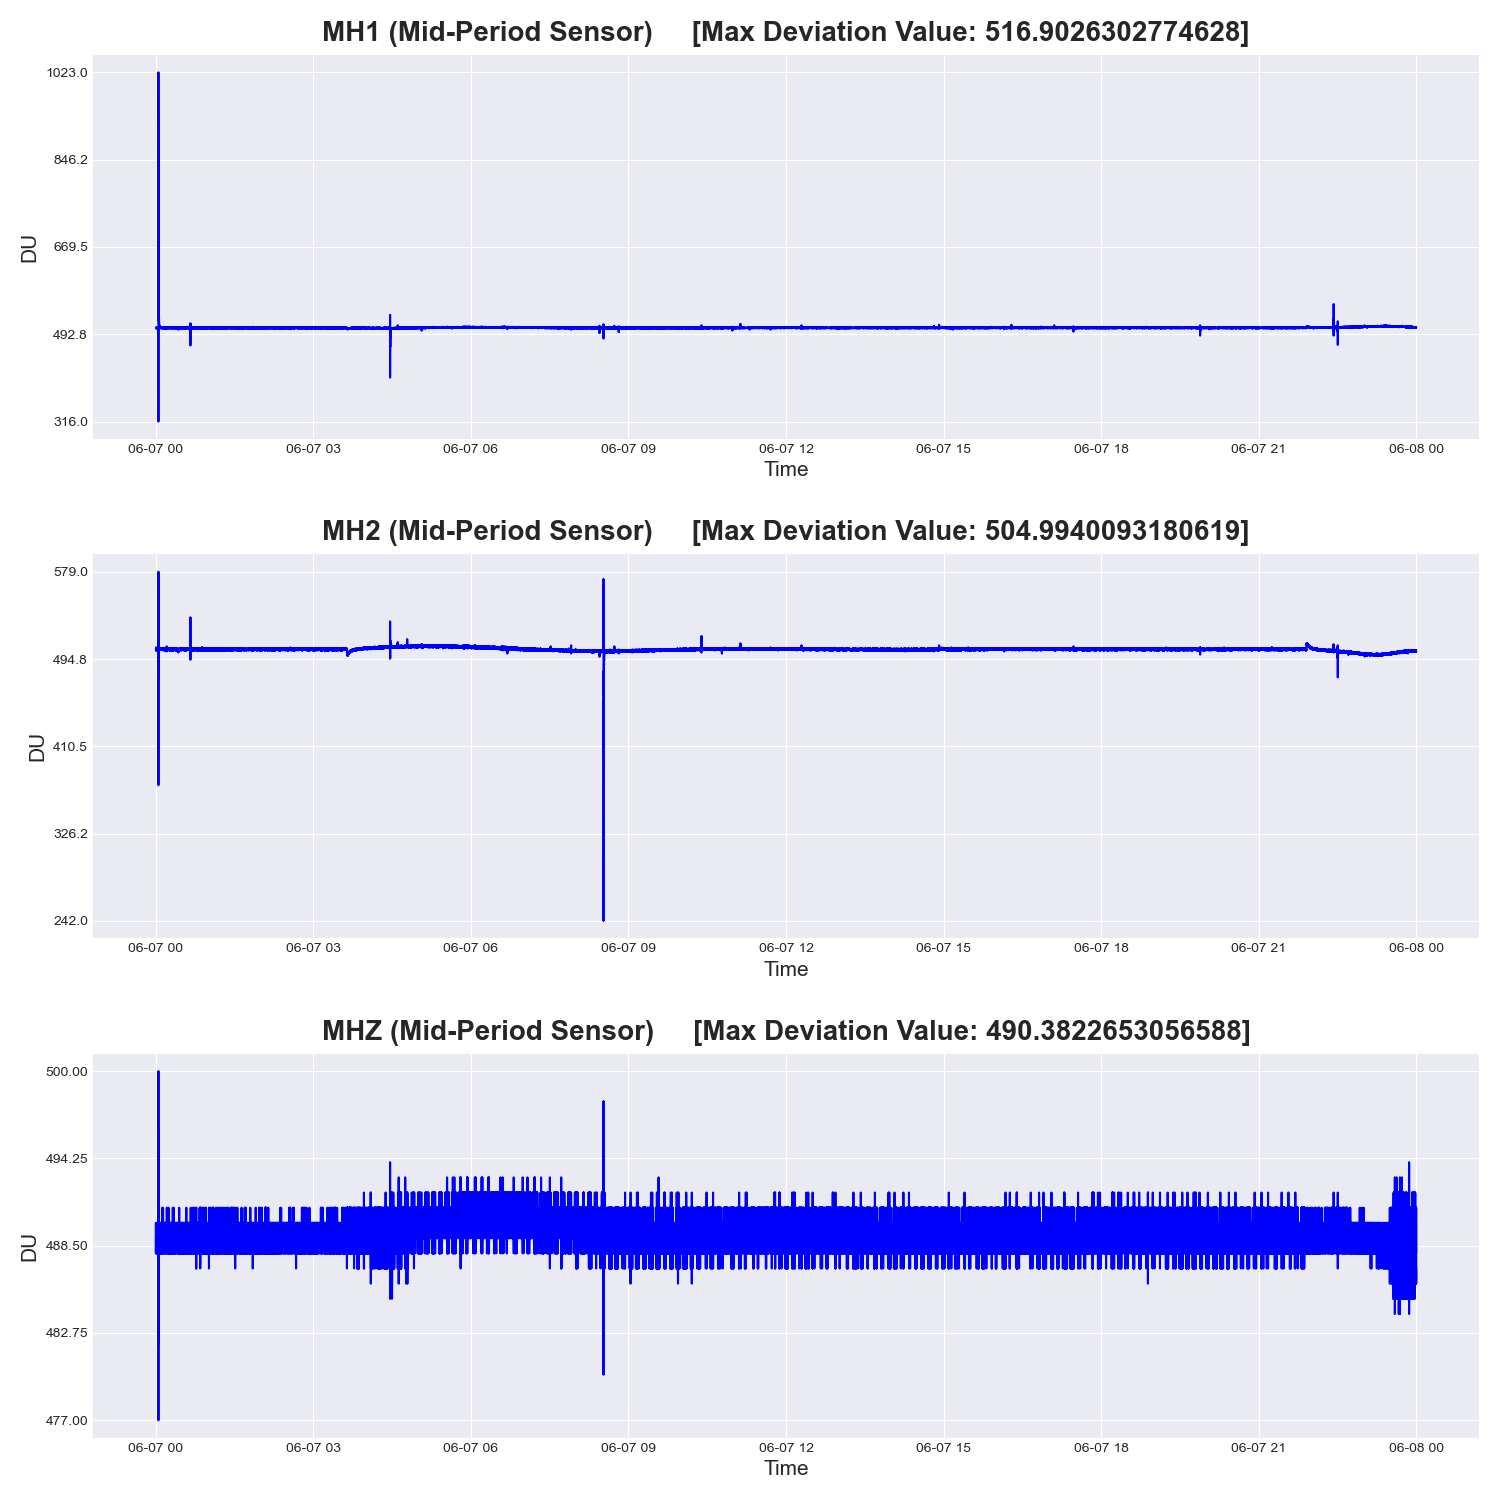 MH1 (Mid-Period Sensor) [Max Deviation Value: 516.9026302774628]
1023.0
846.2
669.5
492.8
316.0
DU
06-07 00 06-07 03 06-07 06 06-07 09 06-07 12 06-07 15 06-07 18 06-07 21 06-08 00
Time
MH2 (Mid-Period Sensor) [Max Deviation Value: 504.9940093180619]
579.0
494.8
410.5
326.2
242.0
DU
06-07 00 06-07 03 06-07 06 06-07 09 06-07 12 06-07 15 06-07 18 06-07 21 06-08 00
Time
MHZ (Mid-Period Sensor) [Max Deviation Value: 490.3822653056588]
500.00
494.25
488.50
482.75
477.00
DU
06-07 00 06-07 03 06-07 06 06-07 09 06-07 12 06-07 15 06-07 18 06-07 21 06-08 00
Time